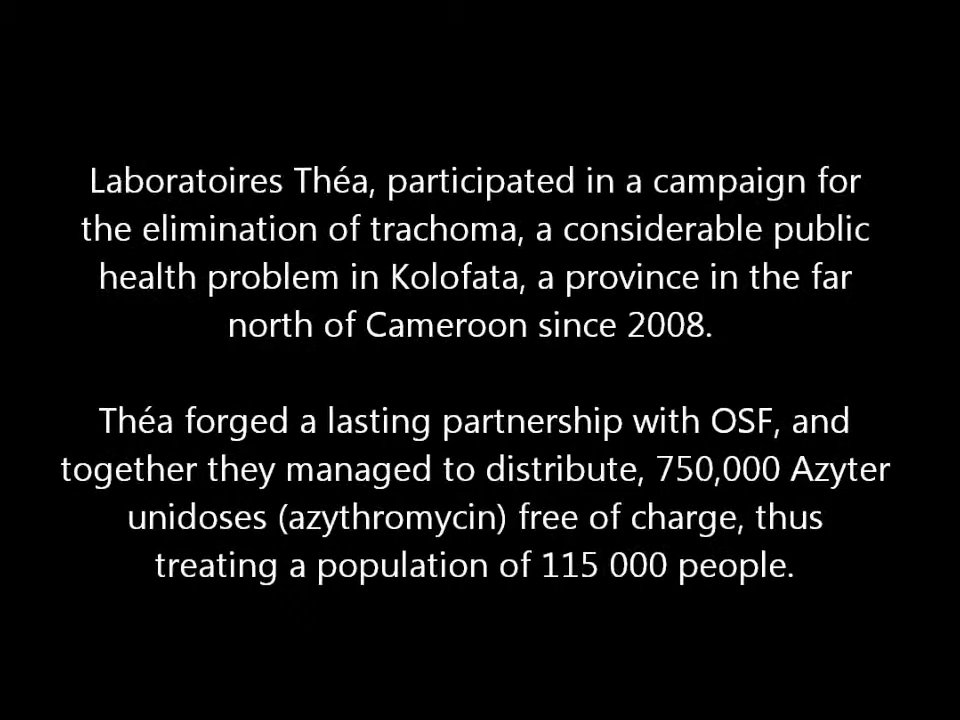 Laboratoires Théa, participated in a campaign for
the elimination of trachoma, a considerable public
health problem in Kolofata, a province in the far
north of Cameroon since 2008.
Théa forged a lasting partnership with OSF, and
together they managed to distribute, 750,000 Azyter
unidoses (azythromycin) free of charge, thus
treating a population of 115 000 people.